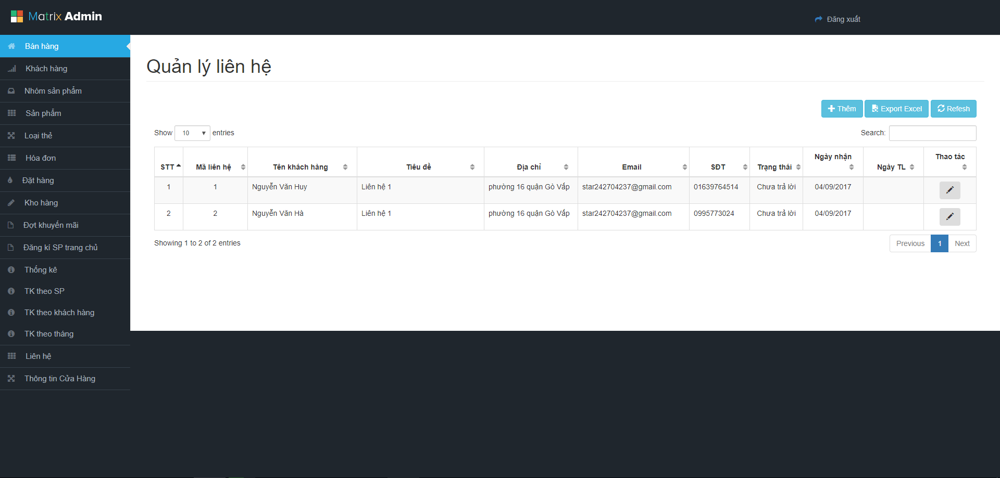 Matrix Admin
Đăng xuất
Bán hàng
Khách hàng
Nhóm sản phẩm
Sản phẩm
Loại thẻ
Hóa đơn
Đặt hàng
Kho hàng
Đợt khuyến mãi
Đăng kí SP trang chủ
Thống kê
TK theo SP
TK theo khách hàng
TK theo tháng
Liên hệ
Thông tin Cửa Hàng
Quản lý liên hệ
Thêm Export Excel Refesh
Show 10 entries Search:
STT Mã liên hệ Tên khách hàng Tiêu đề Địa chỉ Email SĐT Trạng thái Ngày nhận Ngày TL Thao tác
1 1 Nguyễn Văn Huy Liên hệ 1 phường 16 quận Gò Vấp star242704237@gmail.com 01639764514 Chưa trả lời 04/09/2017
2 2 Nguyễn Văn Hà Liên hệ 1 phường 16 quận Gò Vấp star242704237@gmail.com 0995773024 Chưa trả lời 04/09/2017
Showing 1 to 2 of 2 entries Previous 1 Next